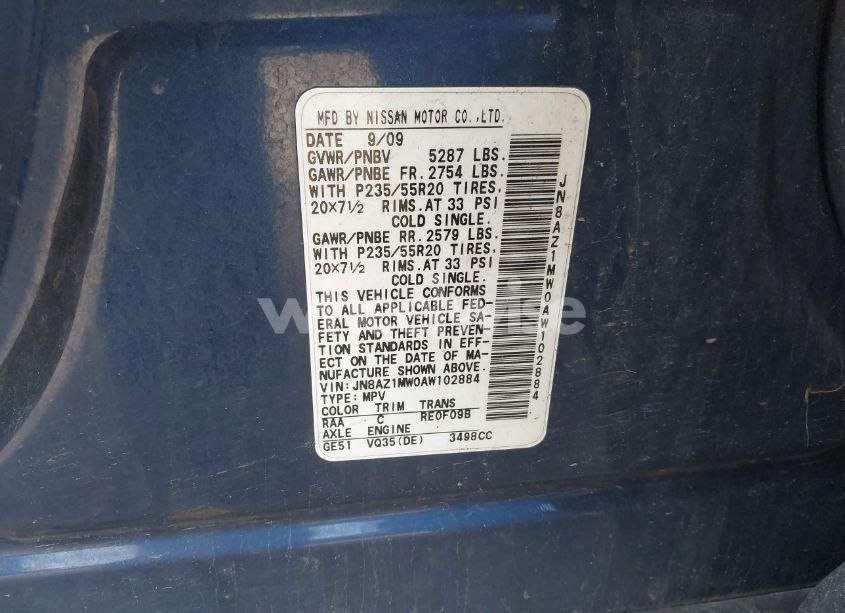 MFD BY NISSAN MOTOR CO.,LTD.
DATE 9/09
GVWR/PNBV 5287 LBS.
GAWR/PNBE FR. 2754 LBS.
WITH P235/55R20 TIRES,
20×7½ RIMS.AT 33 PSI
COLD SINGLE.
GAWR/PNBE RR. 2579 LBS.
WITH P235/55R20 TIRES,
20×7½ RIMS.AT 33 PSI
COLD SINGLE.
THIS VEHICLE CONFORMS
TO ALL APPLICABLE FED-
ERAL MOTOR VEHICLE SA-
FETY AND THEFT PREVEN-
TION STANDARDS IN EFF-
ECT ON THE DATE OF MA-
NUFACTURE SHOWN ABOVE.
VIN: JN8AZ1MW0AW102884
TYPE: MPV
COLOR TRIM TRANS
RAA C RE0F09B
AXLE ENGINE
GE51 VQ35(DE) 3498CC
JN8AZ1MW0AW102884